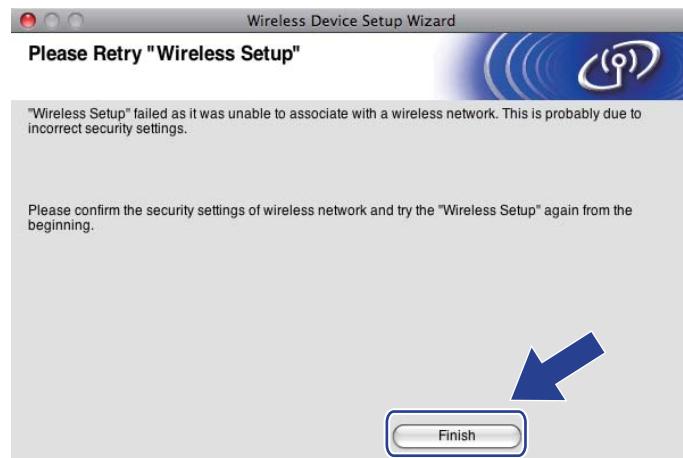 Wireless Device Setup Wizard
Please Retry "Wireless Setup"
"Wireless Setup" failed as it was unable to associate with a wireless network. This is probably due to
incorrect security settings.
Please confirm the security settings of wireless network and try the "Wireless Setup" again from the
beginning.
Finish